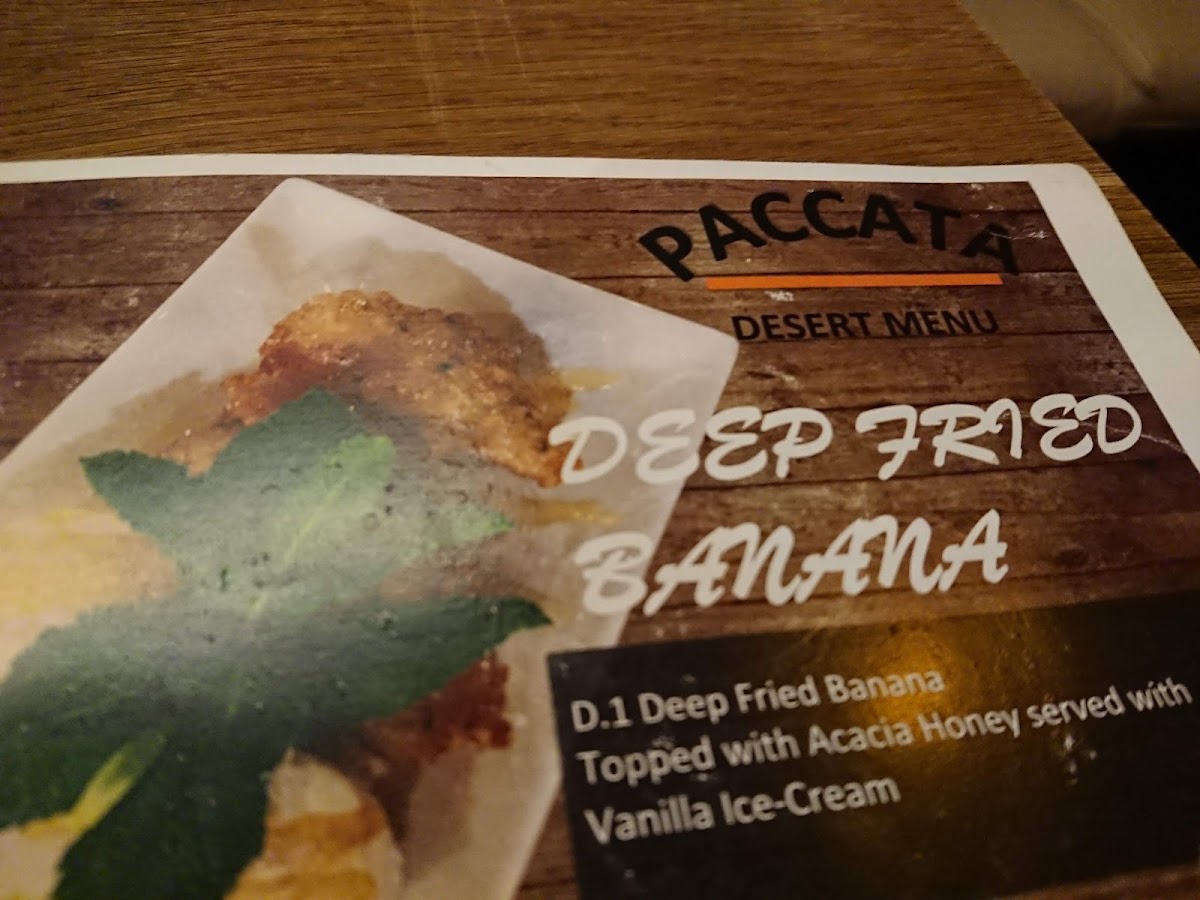 PACCATA
DESERT MENU
DEEP FRIED
BANANA
D.1 Deep Fried Banana
Topped with Acacia Honey served with
Vanilla Ice-Cream